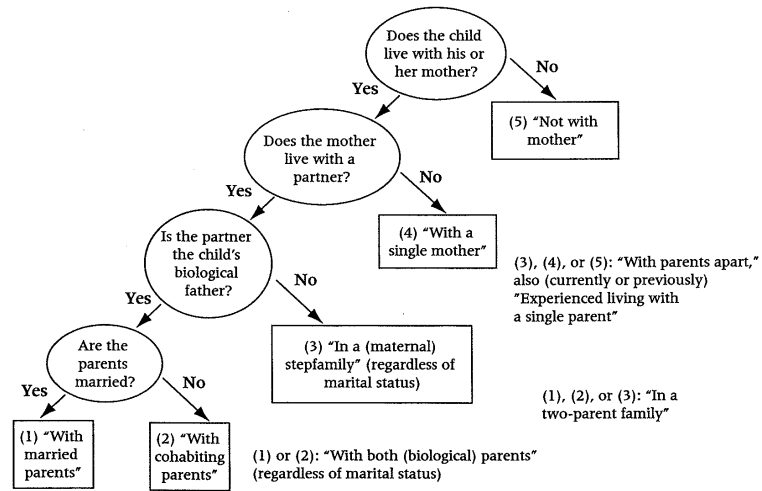 Does the child
live with his or
her mother?
No
Yes
(5) “Not with
mother”
Does the mother
live with a
partner?
No
Yes
(4) “With a
single mother”
Is the partner
the child’s
biological
father?
(3), (4), or (5): “With parents apart,”
also (currently or previously)
"Experienced living with
a single parent"
No
Yes
(3) “In a (maternal)
stepfamily” (regardless of
marital status)
Are the
parents
married?
No
Yes
(1), (2), or (3): “In a
two-parent family”
(1) “With
married
parents”
(2) “With
cohabiting
parents”
(1) or (2): “With both (biological) parents”
(regardless of marital status)